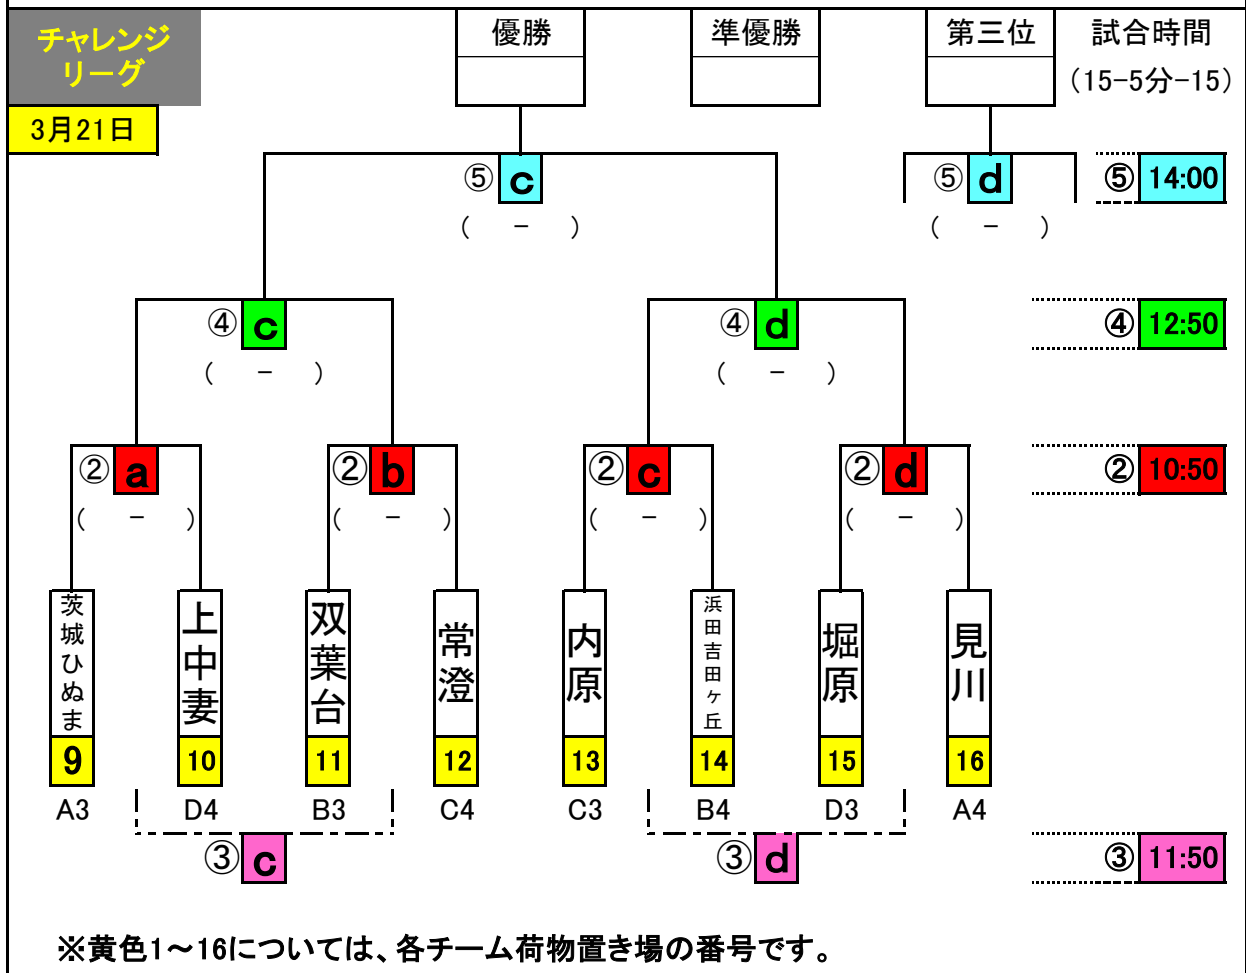 チャレンジ
リーグ
優勝
準優勝
第三位
試合時間
(15-5分-15)
3月21日
⑤ c
⑤ d
⑤ 14:00
( - )
( - )
④ c
④ d
④ 12:50
( - )
( - )
② a
② b
② c
② d
② 10:50
( - )
( - )
( - )
( - )
茨城ひぬま
上中妻
双葉台
常澄
内原
浜田吉田ヶ丘
堀原
見川
9
10
11
12
13
14
15
16
A3
D4
B3
C4
C3
B4
D3
A4
③ c
③ d
③ 11:50
※黄色1～16については、各チーム荷物置き場の番号です。